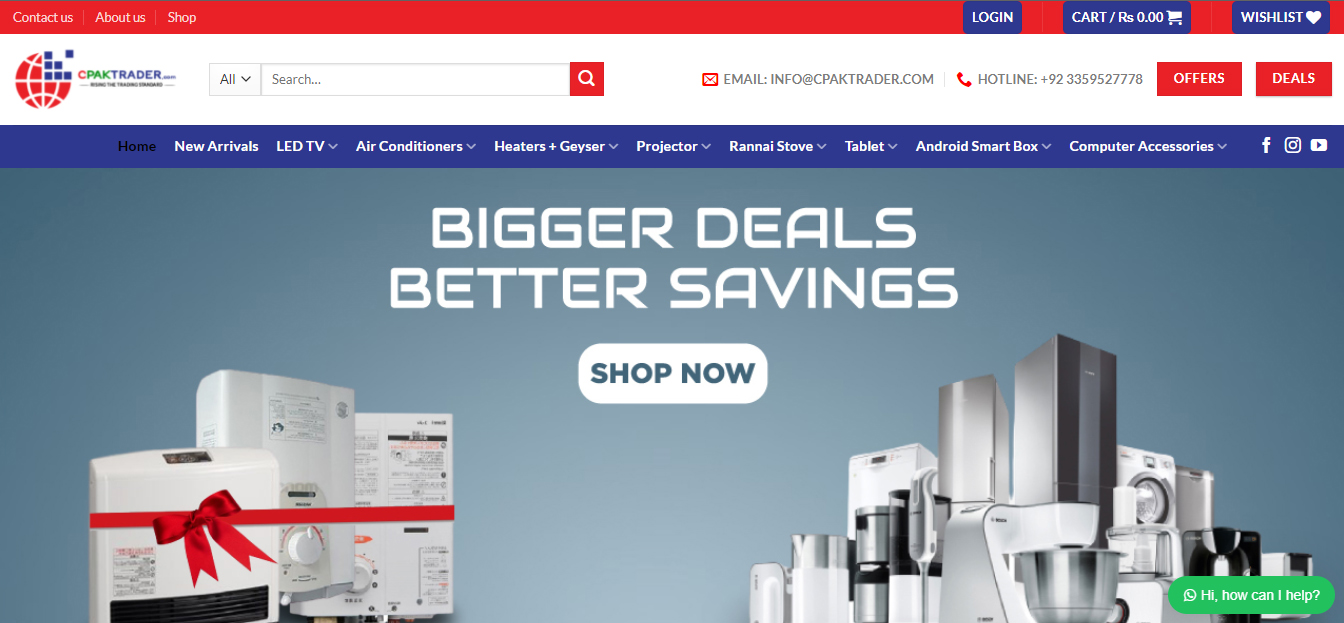 Contact us
About us
Shop
LOGIN
CART / ₨ 0.00
WISHLIST
CPAKTRADER.com
RISING THE TRADING STANDARD
All
Search...
EMAIL: INFO@CPAKTRADER.COM
HOTLINE: +92 3359527778
OFFERS
DEALS
Home
New Arrivals
LED TV
Air Conditioners
Heaters + Geyser
Projector
Rannai Stove
Tablet
Android Smart Box
Computer Accessories
BIGGER DEALS
BETTER SAVINGS
SHOP NOW
Hi, how can I help?